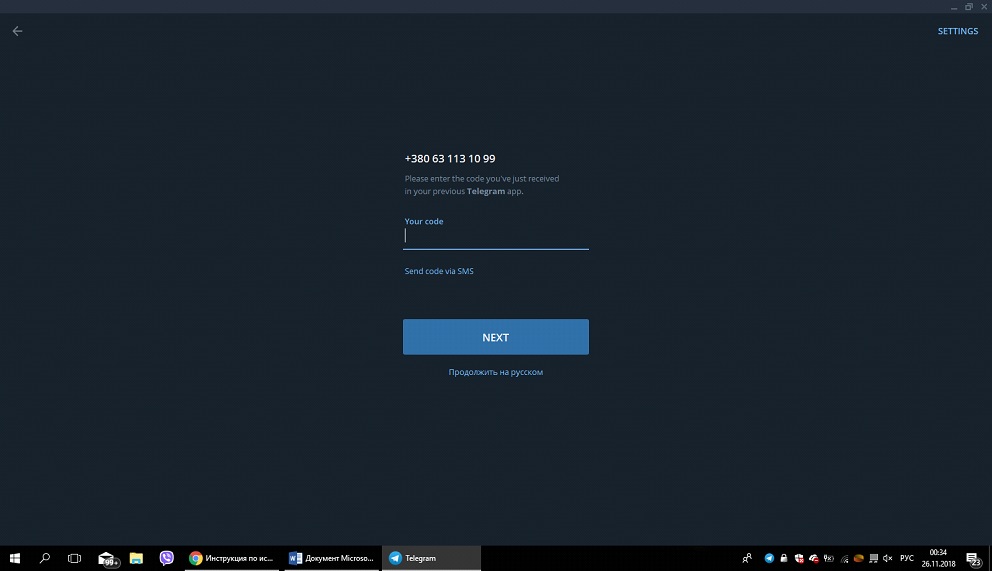 SETTINGS
+380 63 113 10 99
Please enter the code you've just received
in your previous Telegram app.
Your code
Send code via SMS
NEXT
Продолжить на русском
99+
Инструкция по ис...
Документ Microso...
Telegram
РУС
00:34
26.11.2018
23